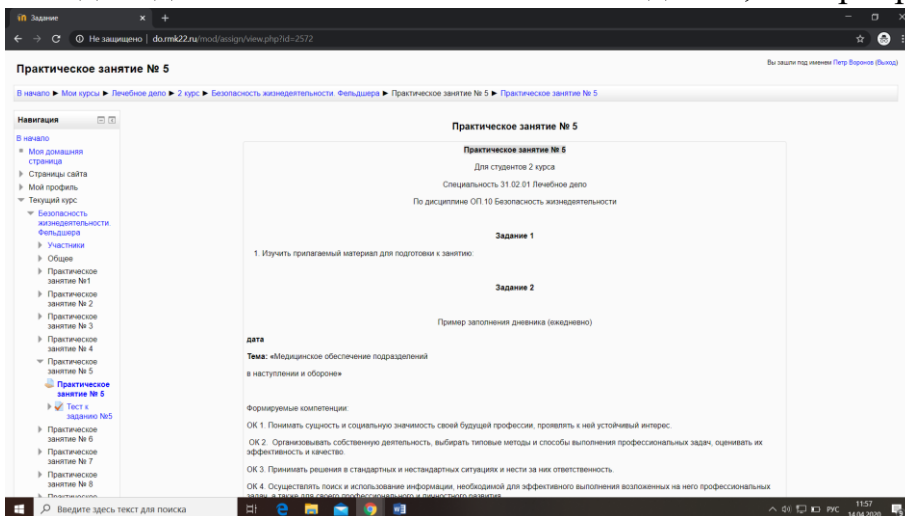 Задание
Не защищено | do.rmk22.ru/mod/assign/view.php?id=2572
Практическое занятие № 5
Вы зашли под именем Петр Воронов (Выход)
В начало ► Мои курсы ► Лечебное дело ► 2 курс ► Безопасность жизнедеятельности. Фельдшера ► Практическое занятие № 5 ► Практическое занятие № 5
Навигация
В начало
Моя домашняя
страница
Страницы сайта
Мой профиль
Текущий курс
Безопасность
жизнедеятельности.
Фельдшера
Участники
Общее
Практическое
занятие №1
Практическое
занятие № 2
Практическое
занятие № 3
Практическое
занятие № 4
Практическое
занятие № 5
Практическое
занятие № 5
Тест к
заданию №5
Практическое
занятие № 6
Практическое
занятие № 7
Практическое
занятие № 8
Практическое
Практическое занятие № 5
Практическое занятие № 5
Для студентов 2 курса
Специальность 31.02.01 Лечебное дело
По дисциплине ОП.10 Безопасность жизнедеятельности
Задание 1
1. Изучить прилагаемый материал для подготовки к занятию:
Задание 2
Пример заполнения дневника (ежедневно)
дата
Тема: «Медицинское обеспечение подразделений
в наступлении и обороне»
Формируемые компетенции:
ОК 1. Понимать сущность и социальную значимость своей будущей профессии, проявлять к ней устойчивый интерес.
ОК 2. Организовывать собственную деятельность, выбирать типовые методы и способы выполнения профессиональных задач, оценивать их
эффективность и качество.
ОК 3. Принимать решения в стандартных и нестандартных ситуациях и нести за них ответственность.
ОК 4. Осуществлять поиск и использование информации, необходимой для эффективного выполнения возложенных на него профессиональных
задач, а также для своего профессионального и личностного развития.
Введите здесь текст для поиска
РУС
11:57
14.04.2020